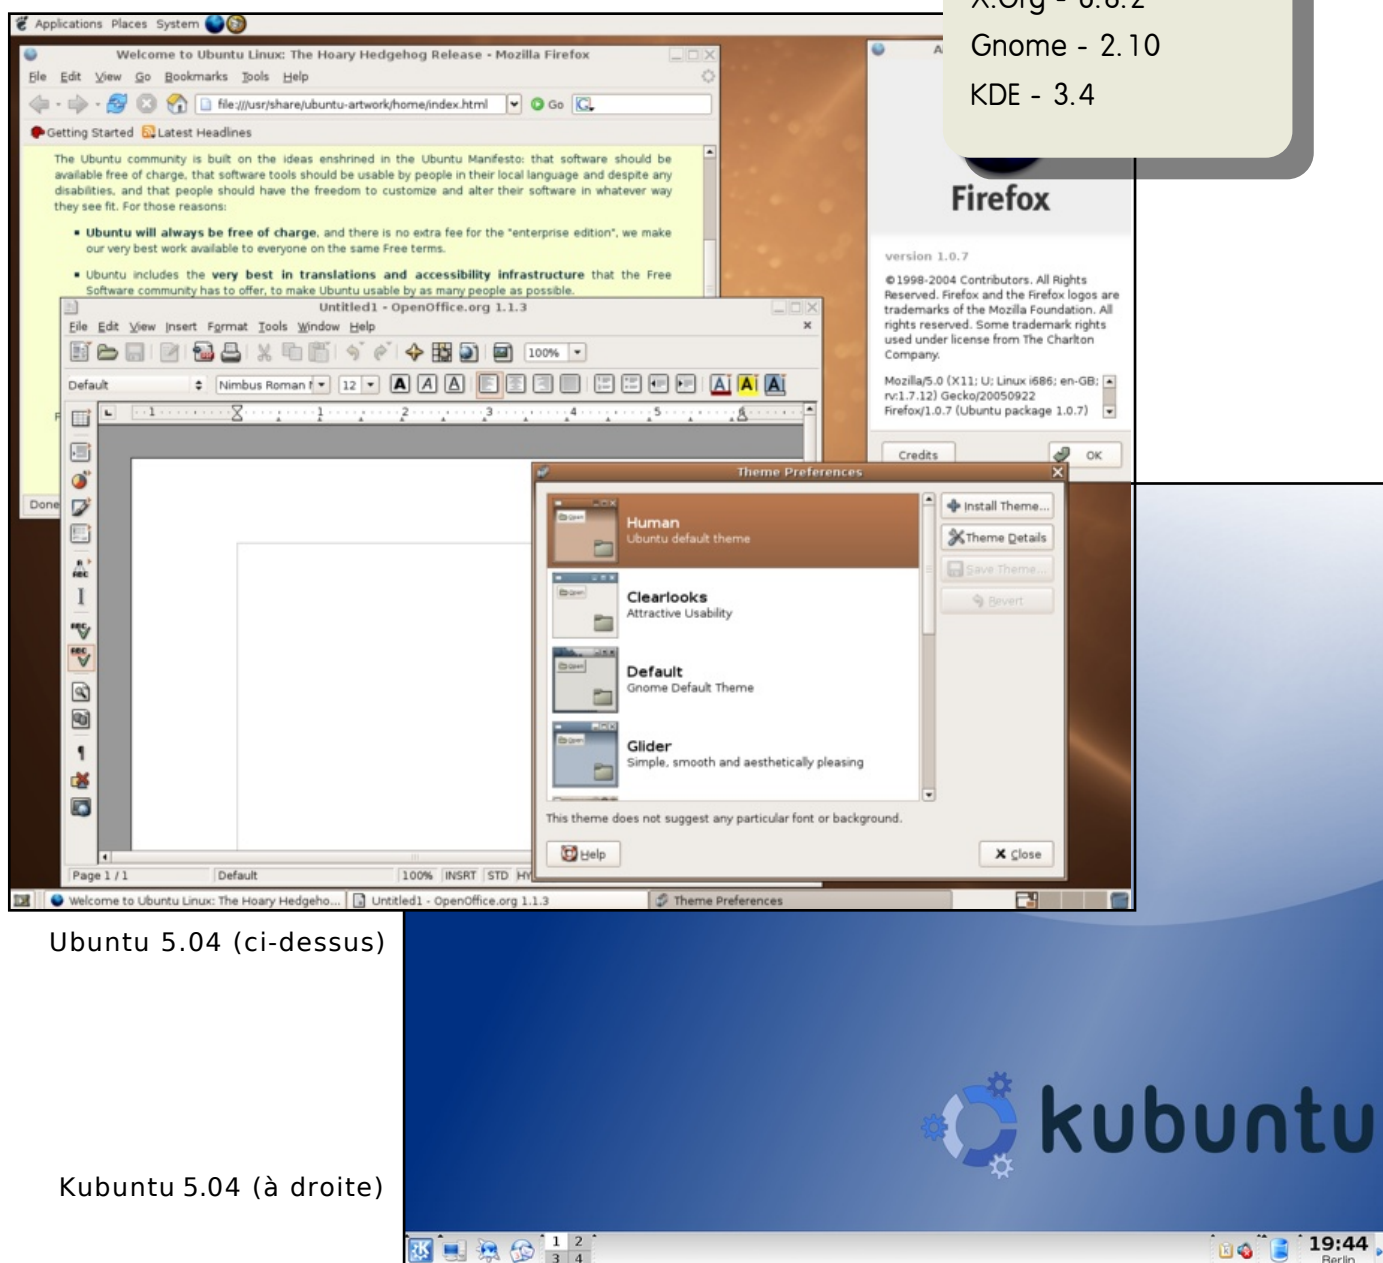 X.Org - 6.8.2
Gnome - 2.10
KDE - 3.4
Applications Places System
Welcome to Ubuntu Linux: The Hoary Hedgehog Release - Mozilla Firefox
File Edit View Go Bookmarks Tools Help
file:///usr/share/ubuntu-artwork/home/index.html
Go
Getting Started
Latest Headlines
The Ubuntu community is built on the ideas enshrined in the Ubuntu Manifesto: that software should be
available free of charge, that software tools should be usable by people in their local language and despite any
disabilities, and that people should have the freedom to customize and alter their software in whatever way
they see fit. For those reasons:
Ubuntu will always be free of charge, and there is no extra fee for the "enterprise edition", we make
our very best work available to everyone on the same Free terms.
Ubuntu includes the very best in translations and accessibility infrastructure that the Free
Software community has to offer, to make Ubuntu usable by as many people as possible.
Done
Firefox
version 1.0.7
©1998-2004 Contributors. All Rights
Reserved. Firefox and the Firefox logos are
trademarks of the Mozilla Foundation. All
rights reserved. Some trademark rights
used under license from The Charlton
Company.
Mozilla/5.0 (X11; U; Linux i686; en-GB;
rv:1.7.12) Gecko/20050922
Firefox/1.0.7 (Ubuntu package 1.0.7)
Credits
OK
Untitled1 - OpenOffice.org 1.1.3
File Edit View Insert Format Tools Window Help
100%
Default
Nimbus Roman
12
1 1 2 3 4 5 6
Page 1 / 1
Default
100% INSRT STD HY
Theme Preferences
Human
Ubuntu default theme
Clearlooks
Attractive Usability
Default
Gnome Default Theme
Glider
Simple, smooth and aesthetically pleasing
Install Theme...
Theme Details
Save Theme...
Revert
This theme does not suggest any particular font or background.
Help
Close
Welcome to Ubuntu Linux: The Hoary Hedgeho...
Untitled1 - OpenOffice.org 1.1.3
Theme Preferences
Ubuntu 5.04 (ci-dessus)
kubuntu
Kubuntu 5.04 (à droite)
1 2
3 4
19:44
Berlin